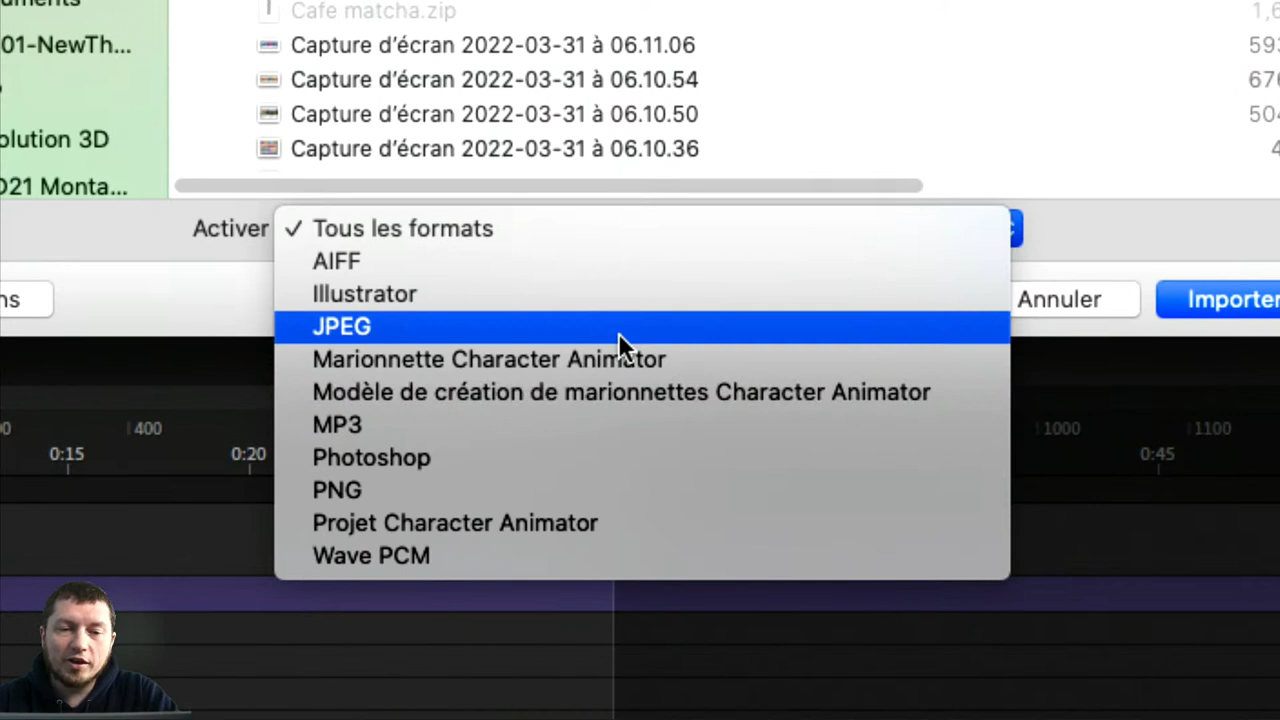 Cafe matcha.zip
01-NewTh...
Capture d'écran 2022-03-31 à 06.11.06
Capture d'écran 2022-03-31 à 06.10.54
Capture d'écran 2022-03-31 à 06.10.50
olution 3D
Capture d'écran 2022-03-31 à 06.10.36
D21 Monta...
Activer ✓ Tous les formats
AIFF
Illustrator
Annuler
Importer
JPEG
Marionnette Character Animator
Modèle de création de marionnettes Character Animator
MP3
400
1000
1100
0:15
0:20
0:45
Photoshop
PNG
Projet Character Animator
Wave PCM